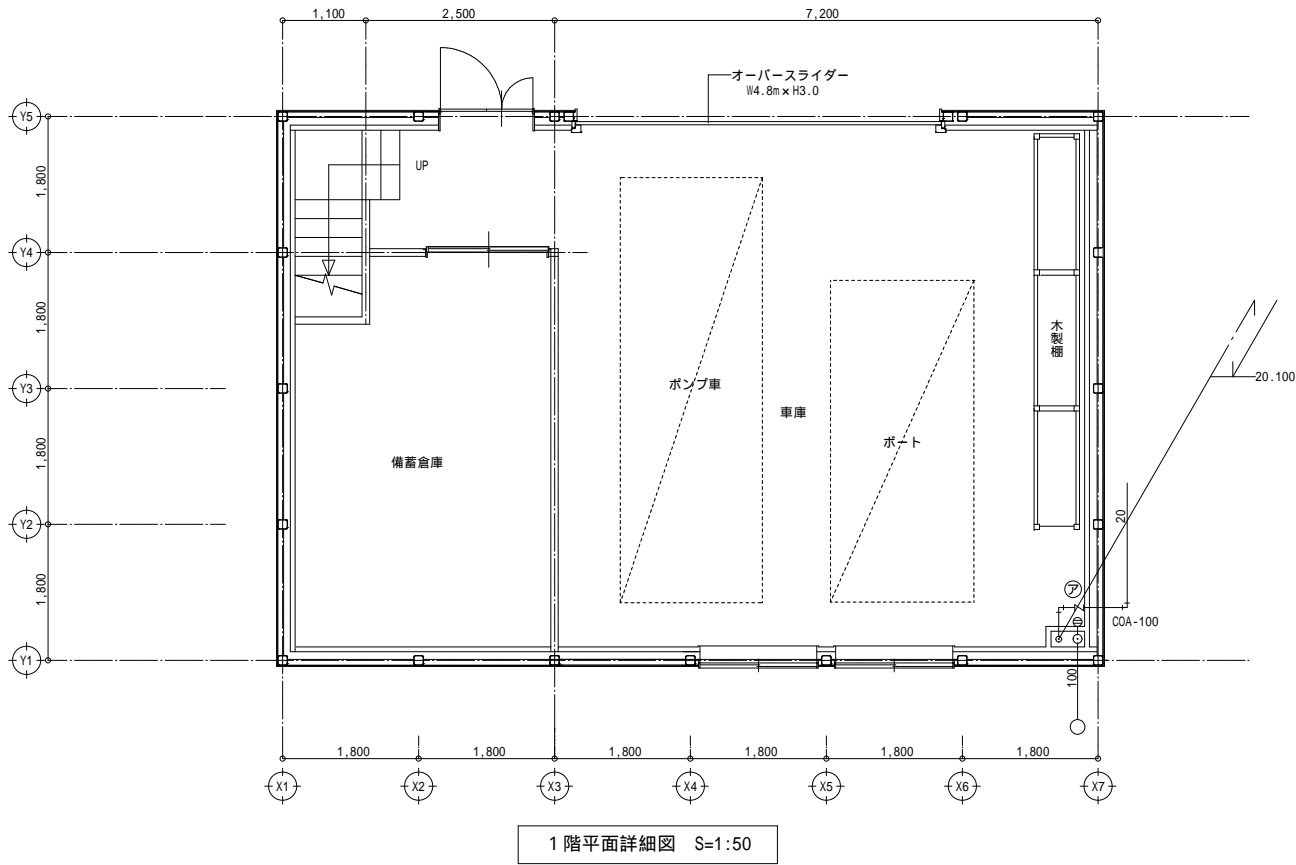 1,100
2,500
7,200
オーバースライダー
W4.8m×H3.0
Y5
1,800
UP
Y4
1,800
木製棚
ポンプ車
20.100
Y3
車庫
ボート
1,800
備蓄倉庫
Y2
20
1,800
ア
COA-100
Y1
100
1,800
1,800
1,800
1,800
1,800
1,800
X1
X2
X3
X4
X5
X6
X7
1階平面詳細図 S=1:50